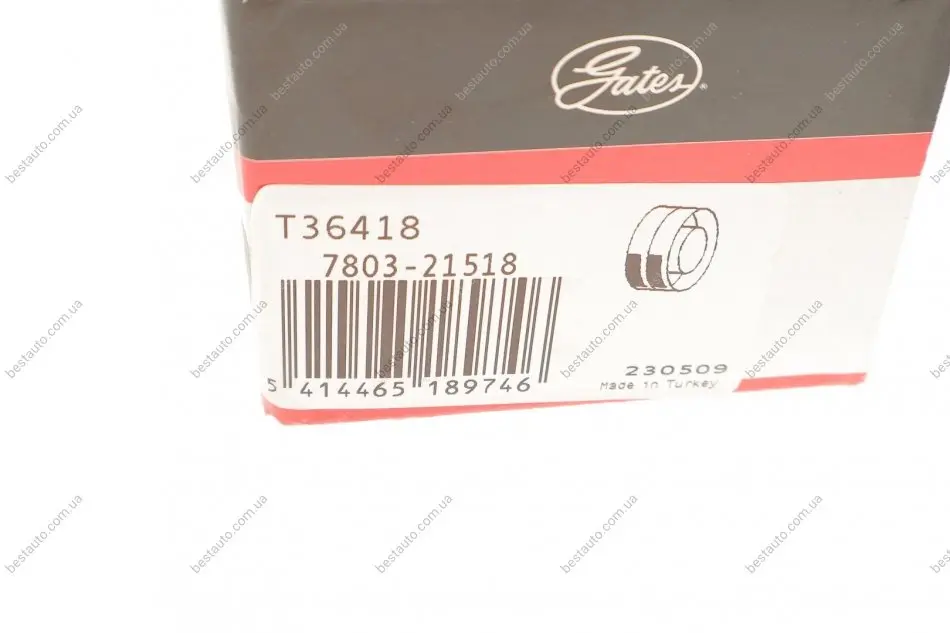 Gates®
T36418
7803-21518
5 414465 189746
230509
Made in Turkey
bestauto.com.ua